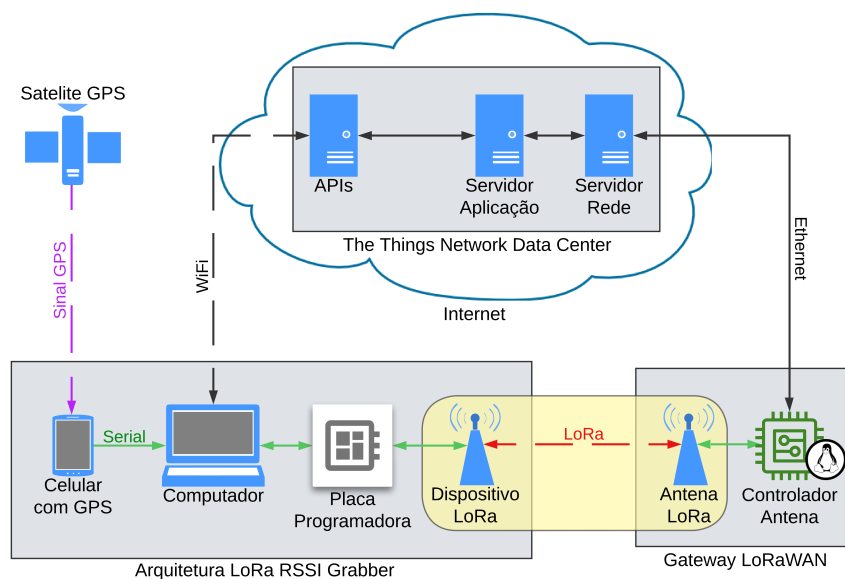 Satelite GPS
APIs
Servidor
Aplicação
Servidor
Rede
The Things Network Data Center
Internet
Sinal GPS
WiFi
Ethernet
Serial
LoRa
Celular
com GPS
Computador
Placa
Programadora
Dispositivo
LoRa
Antena
LoRa
Controlador
Antena
Arquitetura LoRa RSSI Grabber
Gateway LoRaWAN